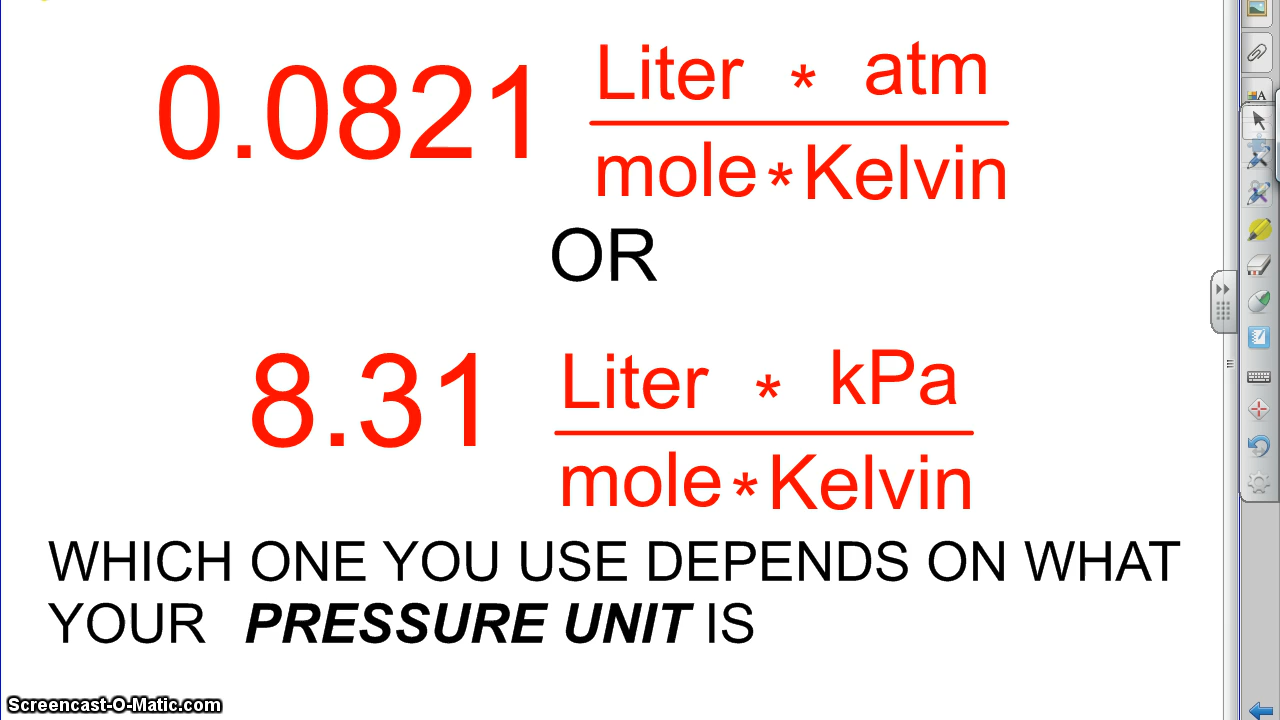 0.0821 Liter * atm
mole * Kelvin
OR
8.31 Liter * kPa
mole * Kelvin
WHICH ONE YOU USE DEPENDS ON WHAT
YOUR PRESSURE UNIT IS
Screencast-O-Matic.com